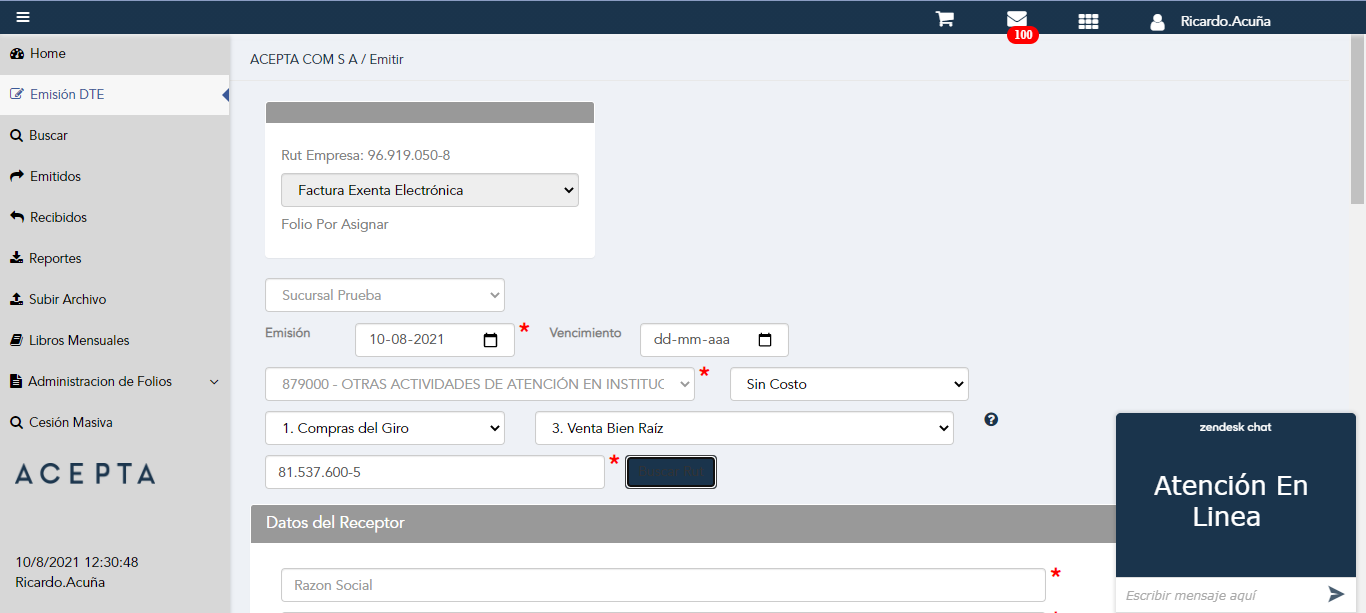 100
Ricardo.Acuña
Home
Emisión DTE
Buscar
Emitidos
Recibidos
Reportes
Subir Archivo
Libros Mensuales
Administracion de Folios
Cesión Masiva
ACEPTA
10/8/2021 12:30:48
Ricardo.Acuña
ACEPTA COM S A / Emitir
Rut Empresa: 96.919.050-8
Factura Exenta Electrónica
Folio Por Asignar
Sucursal Prueba
Emisión 10-08-2021 * Vencimiento dd-mm-aaa
879000 - OTRAS ACTIVIDADES DE ATENCIÓN EN INSTITUC * Sin Costo
1. Compras del Giro 3. Venta Bien Raíz ?
81.537.600-5 *
Datos del Receptor
Razon Social *
zendesk chat
Atención En
Linea
Escribir mensaje aquí